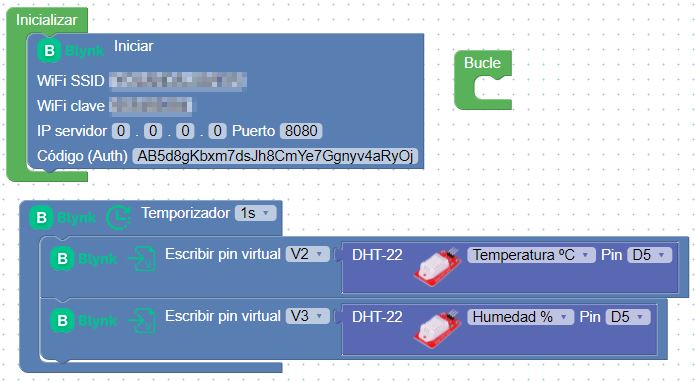 Inicializar
B Blynk Iniciar
WiFi SSID
WiFi clave
IP servidor 0 . 0 . 0 . 0 Puerto 8080
Código (Auth) AB5d8gKbxm7dsJh8CmYe7Ggnyv4aRyOj
Bucle
B Blynk Temporizador 1s
B Blynk Escribir pin virtual V2 DHT-22 Temperatura ºC Pin D5
B Blynk Escribir pin virtual V3 DHT-22 Humedad % Pin D5